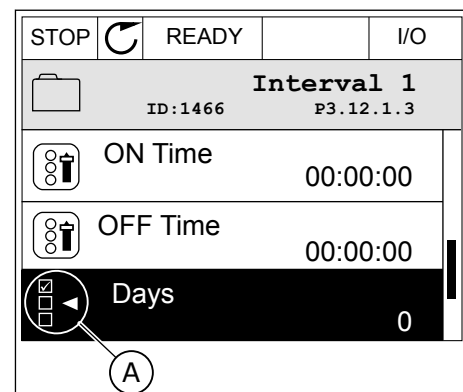 STOP READY I/O
Interval 1
ID:1466 P3.12.1.3
ON Time
00:00:00
OFF Time
00:00:00
Days
0
A